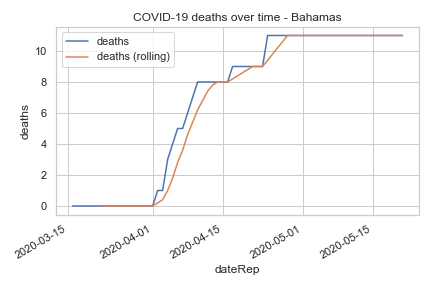 COVID-19 deaths over time - Bahamas
deaths
deaths (rolling)
10
8
6
4
2
0
deaths
2020-03-15
2020-04-01
2020-04-15
2020-05-01
2020-05-15
dateRep